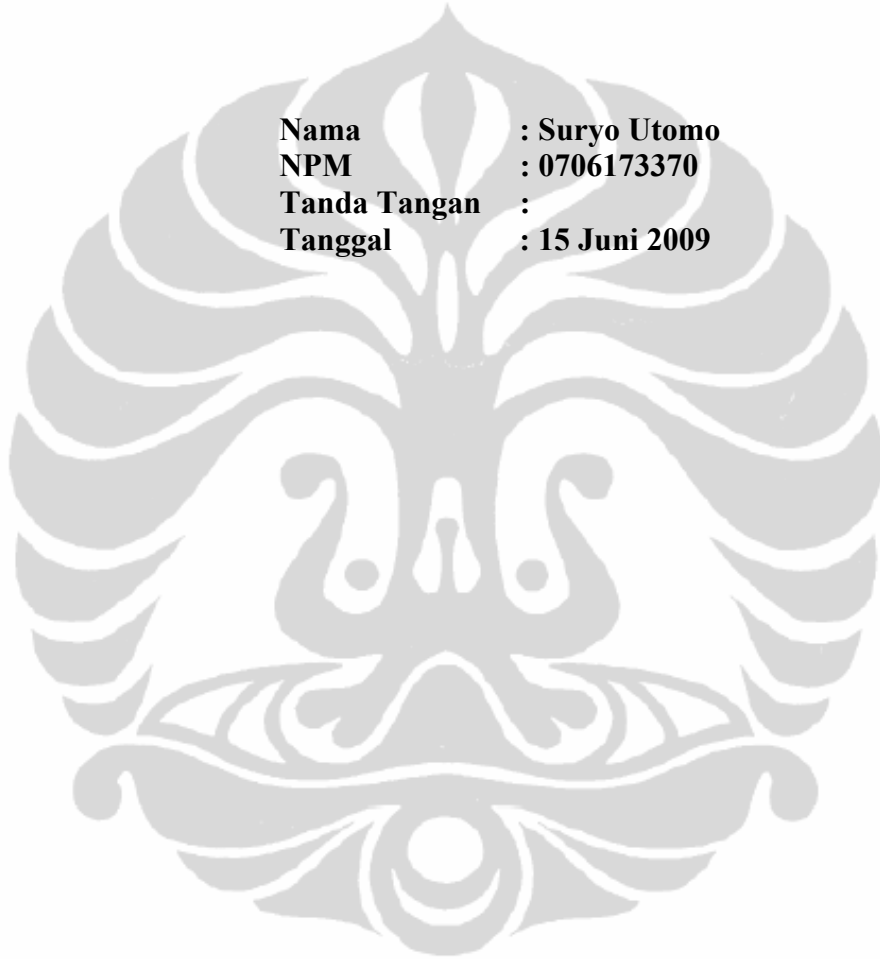 Nama : Suryo Utomo
NPM : 0706173370
Tanda Tangan :
Tanggal : 15 Juni 2009